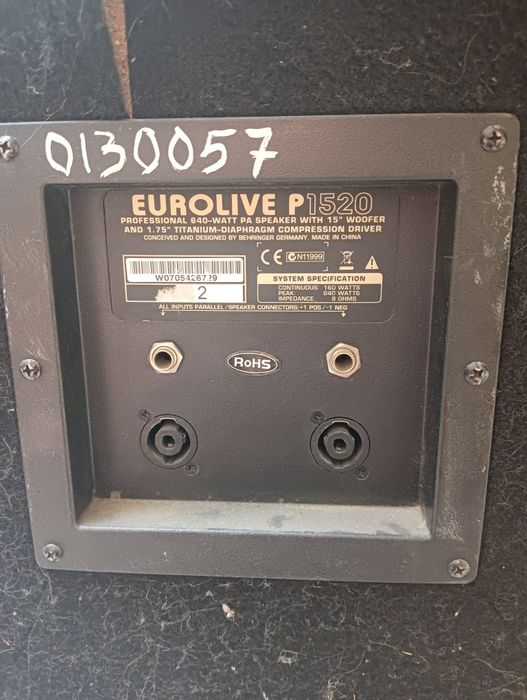 0130057
EUROLIVE P1520
PROFESSIONAL 640-WATT PA SPEAKER WITH 15" WOOFER
AND 1.75" TITANIUM-DIAPHRAGM COMPRESSION DRIVER
CONCEIVED AND DESIGNED BY BEHRINGER GERMANY. MADE IN CHINA
CE N11999
W0705426729
2
SYSTEM SPECIFICATION
CONTINUOUS: 160 WATTS
PEAK: 640 WATTS
IMPEDANCE: 8 OHMS
ALL INPUTS PARALLEL/SPEAKER CONNECTORS:+1 POS/-1 NEG
RoHS